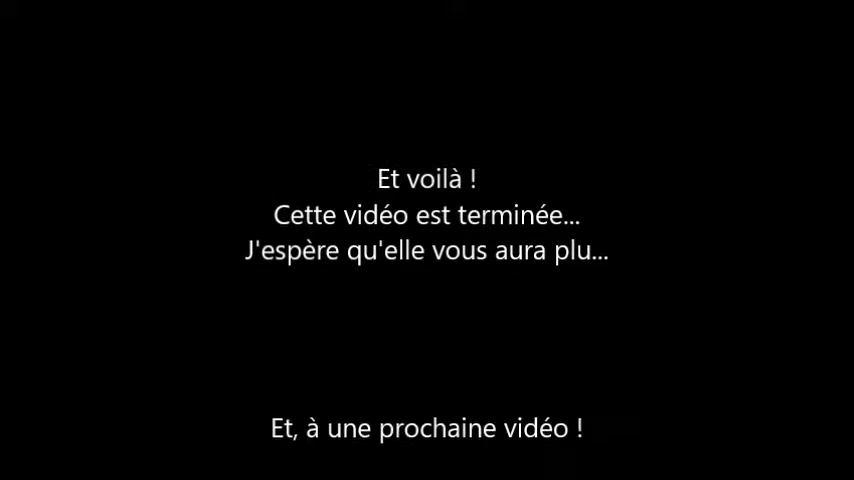 Et voilà !
Cette vidéo est terminée...
J'espère qu'elle vous aura plu...
Et, à une prochaine vidéo !